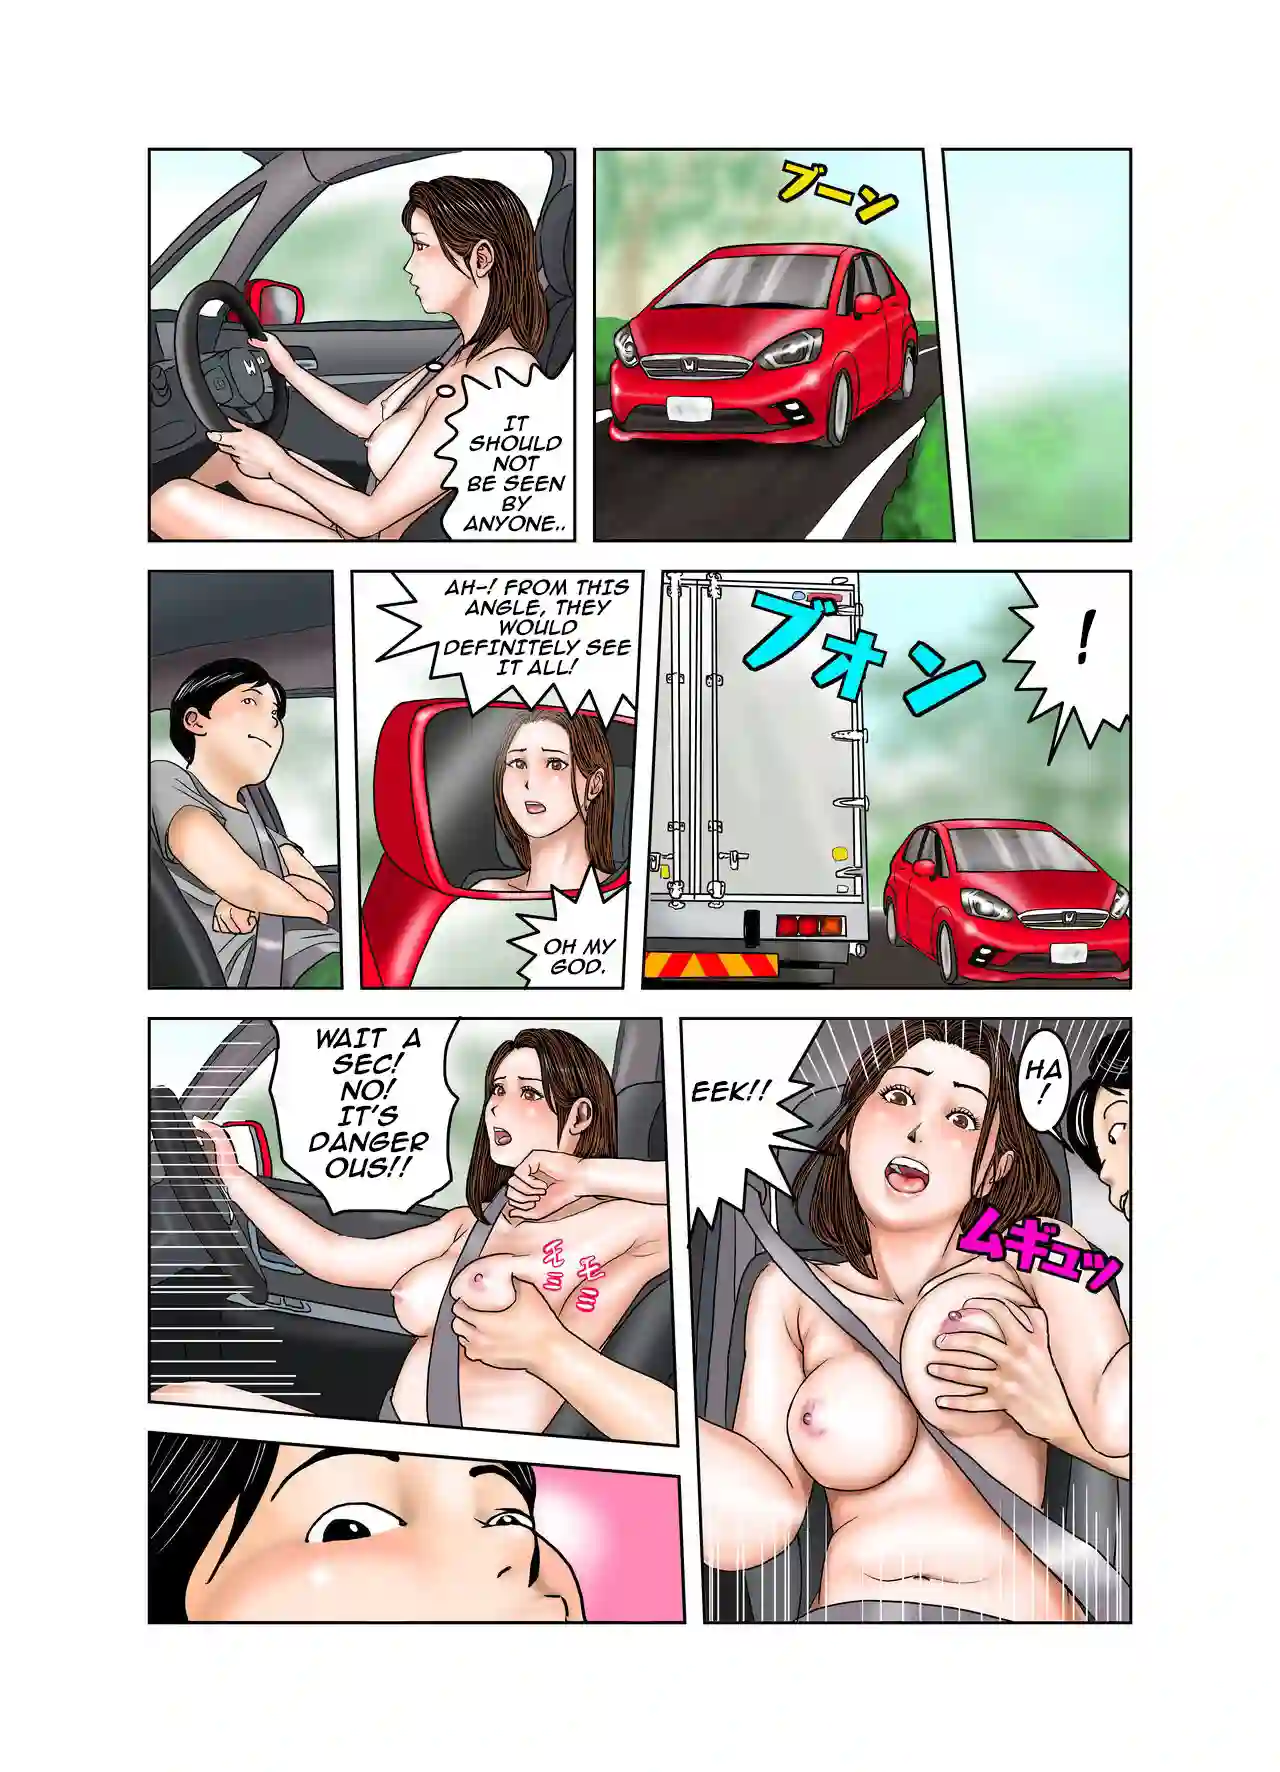 ブーン
IT
SHOULD
NOT
BE SEEN
BY
ANYONE..
!
ブオン
AH-! FROM THIS
ANGLE, THEY
WOULD
DEFINITELY SEE
IT ALL!
OH MY
GOD.
HA
!
EEK!!
ムギュッ
WAIT A
SEC!
NO!
IT'S
DANGER
OUS!!
モミ
モミ